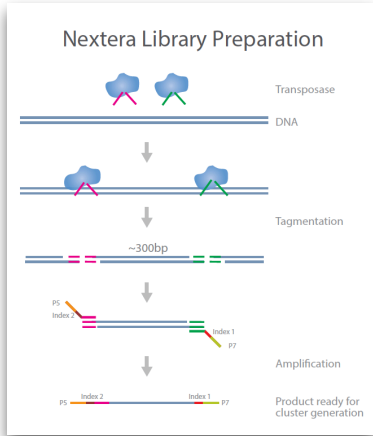 Nextera Library Preparation
Transposase
DNA
Tagmentation
~300bp
P5
Index 2
Index 1
P7
Amplification
P5
Index 2
Index 1
P7
Product ready for
cluster generation